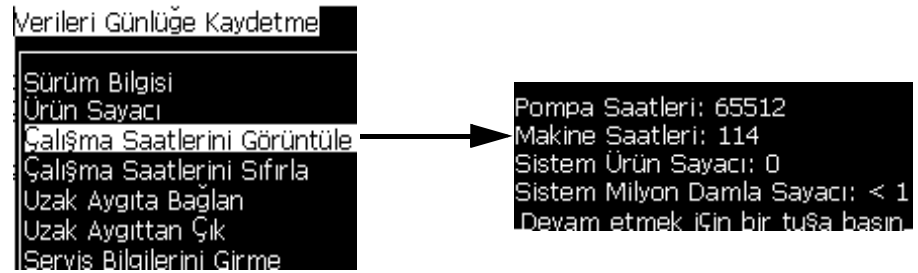 Verileri Günlüğe Kaydetme
Sürüm Bilgisi
Ürün Sayacı
Çalışma Saatlerini Görüntüle
Çalışma Saatlerini Sıfırla
Uzak Aygıta Bağlan
Uzak Aygıttan Çık
Servis Bilgilerini Girme
Pompa Saatleri: 65512
Makine Saatleri: 114
Sistem Ürün Sayacı: 0
Sistem Milyon Damla Sayacı: < 1
Devam etmek için bir tuşa basın